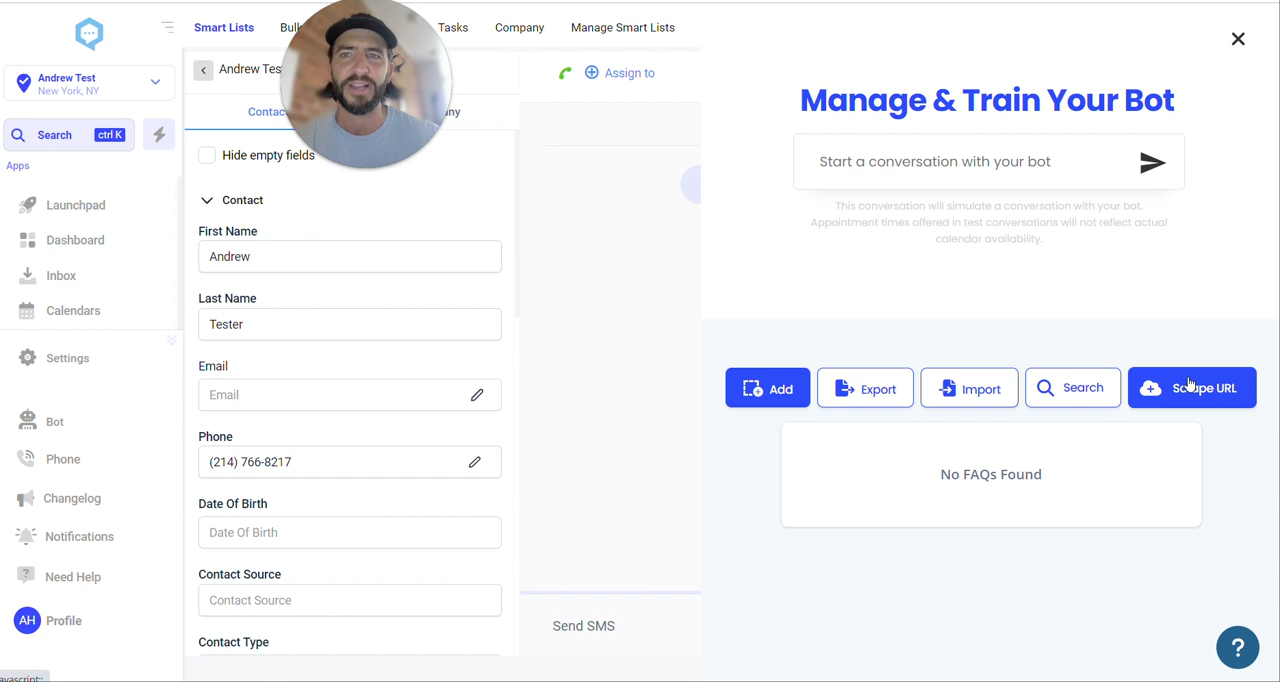 Smart Lists
Bulk
Tasks
Company
Manage Smart Lists
Andrew Test
New York, NY
Search
ctrl K
Apps
Launchpad
Dashboard
Inbox
Calendars
Settings
Bot
Phone
Changelog
Notifications
Need Help
AH
Profile
avascript:;
Andrew Tes
Contac
ny
Hide empty fields
Contact
First Name
Andrew
Last Name
Tester
Email
Email
Phone
(214) 766-8217
Date Of Birth
Date Of Birth
Contact Source
Contact Source
Contact Type
Assign to
Send SMS
Manage & Train Your Bot
Start a conversation with your bot
This conversation will simulate a conversation with your bot.
Appointment times offered in test conversations will not reflect actual
calendar availability.
Add
Export
Import
Search
Scrape URL
No FAQs Found
?